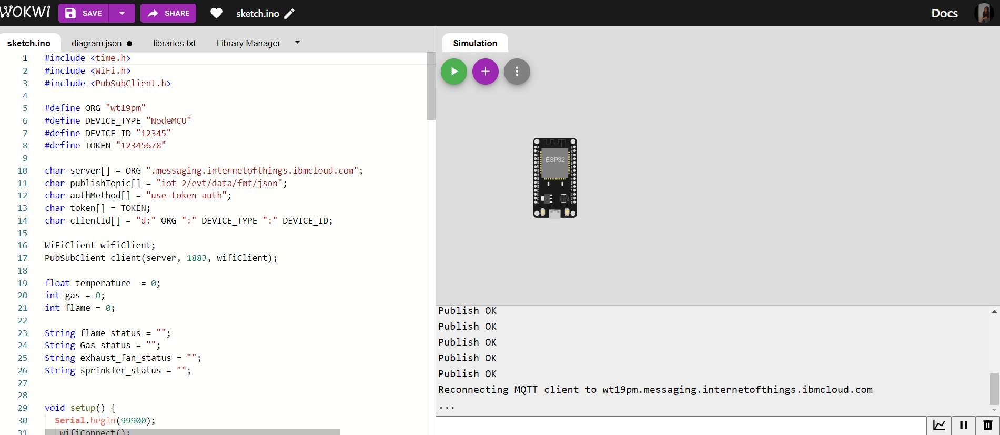 WOKWi SAVE SHARE sketch.ino Docs
sketch.ino diagram.json libraries.txt Library Manager
Simulation
1 #include <time.h>
2 #include <WiFi.h>
3 #include <PubSubClient.h>
4
5 #define ORG "wt19pm"
6 #define DEVICE_TYPE "NodeMCU"
7 #define DEVICE_ID "12345"
8 #define TOKEN "12345678"
9
10 char server[] = ORG ".messaging.internetofthings.ibmcloud.com";
11 char publishTopic[] = "iot-2/evt/data/fmt/json";
12 char authMethod[] = "use-token-auth";
13 char token[] = TOKEN;
14 char clientId[] = "d:" ORG ":" DEVICE_TYPE ":" DEVICE_ID;
15
16 WiFiClient wifiClient;
17 PubSubClient client(server, 1883, wifiClient);
18
19 float temperature  = 0;
20 int gas = 0;
21 int flame = 0;
22
23 String flame_status = "";
24 String Gas_status = "";
25 String exhaust_fan_status = "";
26 String sprinkler_status = "";
27
28
29 void setup() {
30 Serial.begin(99900);
31 wifiConnect();
ESP32
Publish OK
Publish OK
Publish OK
Publish OK
Publish OK
Reconnecting MQTT client to wt19pm.messaging.internetofthings.ibmcloud.com
...